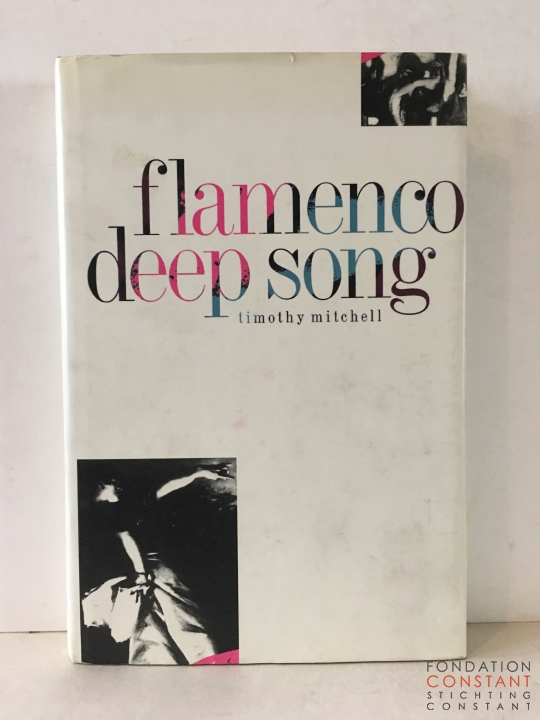 flamenco
deep song
timothy mitchell
FONDATION
CONSTANT
STICHTING
CONSTANT